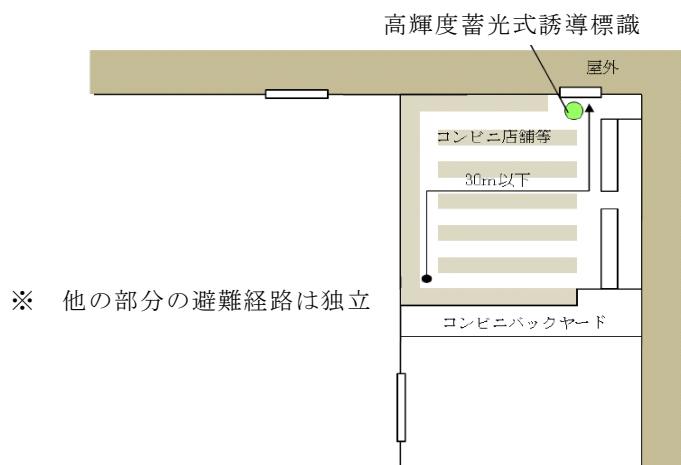 高輝度蓄光式誘導標識
屋外
コンビニ店舗等
30m以下
※　他の部分の避難経路は独立
コンビニバックヤード